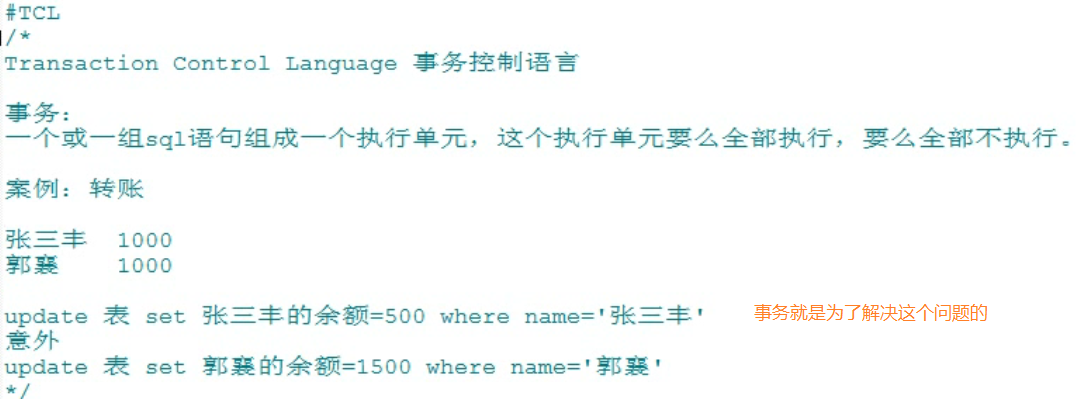 #TCL
/*
Transaction Control Language 事务控制语言
事务：
一个或一组sql语句组成一个执行单元，这个执行单元要么全部执行，要么全部不执行。
案例：转账
张三丰 1000
郭襄 1000
update 表 set 张三丰的余额=500 where name='张三丰' 事务就是为了解决这个问题的
意外
update 表 set 郭襄的余额=1500 where name='郭襄'
*/